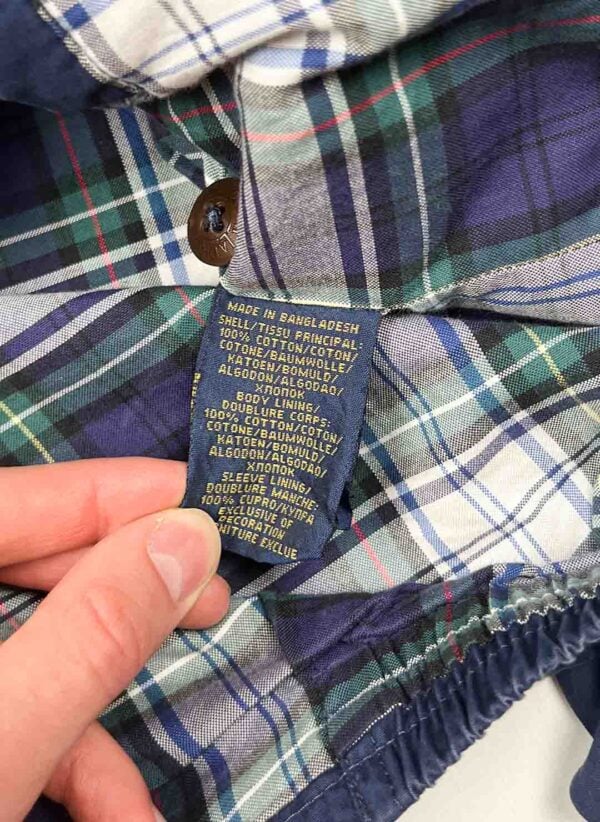 MADE IN BANGLADESH
SHELL/TISSU PRINCIPAL:
100% COTTON/COTON/
COTONE/BAUMWOLLE/
KATOEN/BOMULD/
ALGODON/ALGODAO/
ХЛОПОК
BODY LINING/
DOUBLURE CORPS:
100% COTTON/COTON/
COTONE/BAUMWOLLE/
KATOEN/BOMULD/
ALGODON/ALGODAO/
ХЛОПОК
SLEEVE LINING/
DOUBLURE MANCHE:
100% CUPRO/КУПРА
EXCLUSIVE OF
DECORATION
NITURE EXCLUE